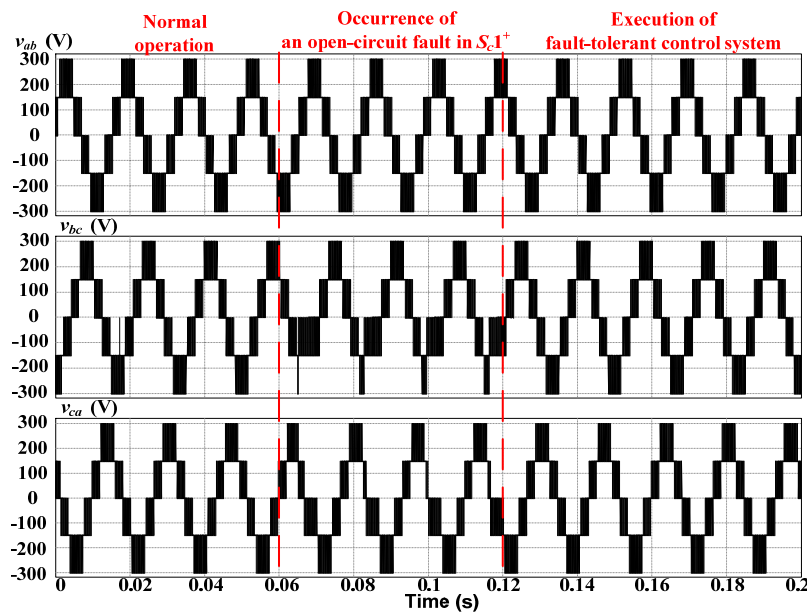 Normal
operation
Occurrence of
an open-circuit fault in Sc1+
Execution of
fault-tolerant control system
vab (V)
300
200
100
0
-100
-200
-300
vbc (V)
300
200
100
0
-100
-200
-300
vca (V)
300
200
100
0
-100
-200
-300
0 0.02 0.04 0.06 0.08 0.1 0.12 0.14 0.16 0.18 0.2
Time (s)